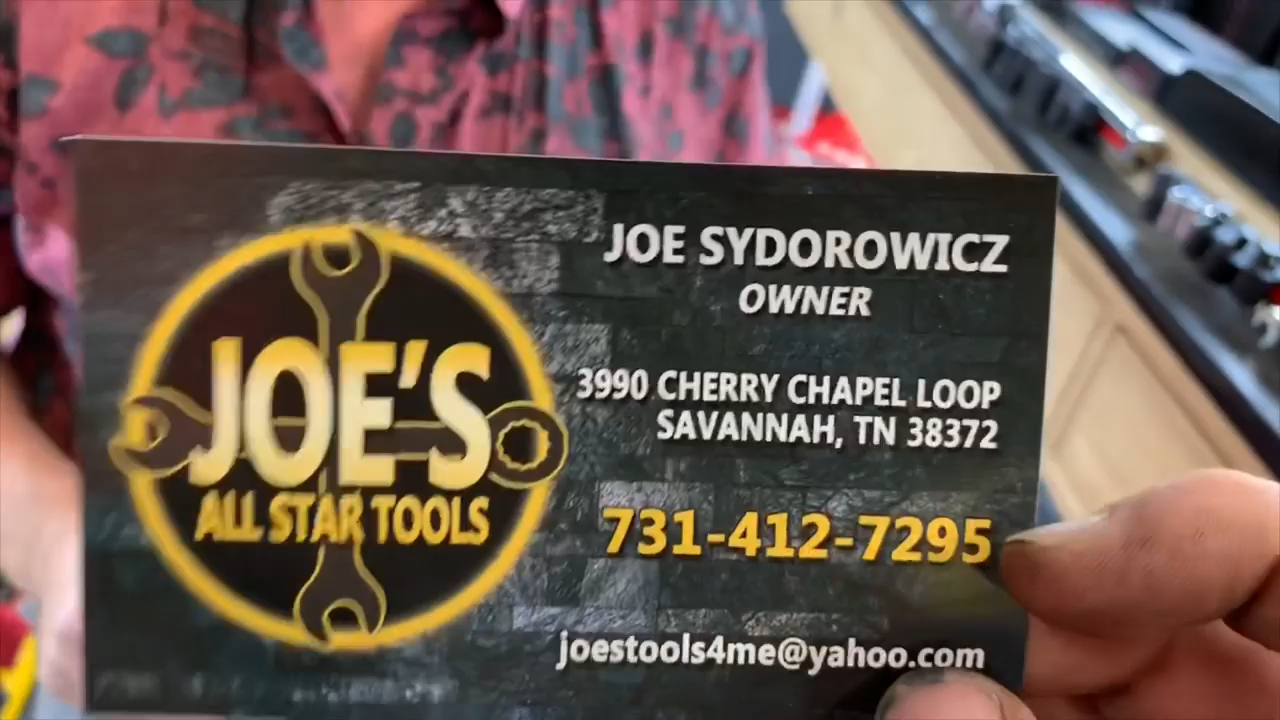 JOE'S
ALL STAR TOOLS
JOE SYDOROWICZ
OWNER
3990 CHERRY CHAPEL LOOP
SAVANNAH, TN 38372
731-412-7295
joestools4me@yahoo.com